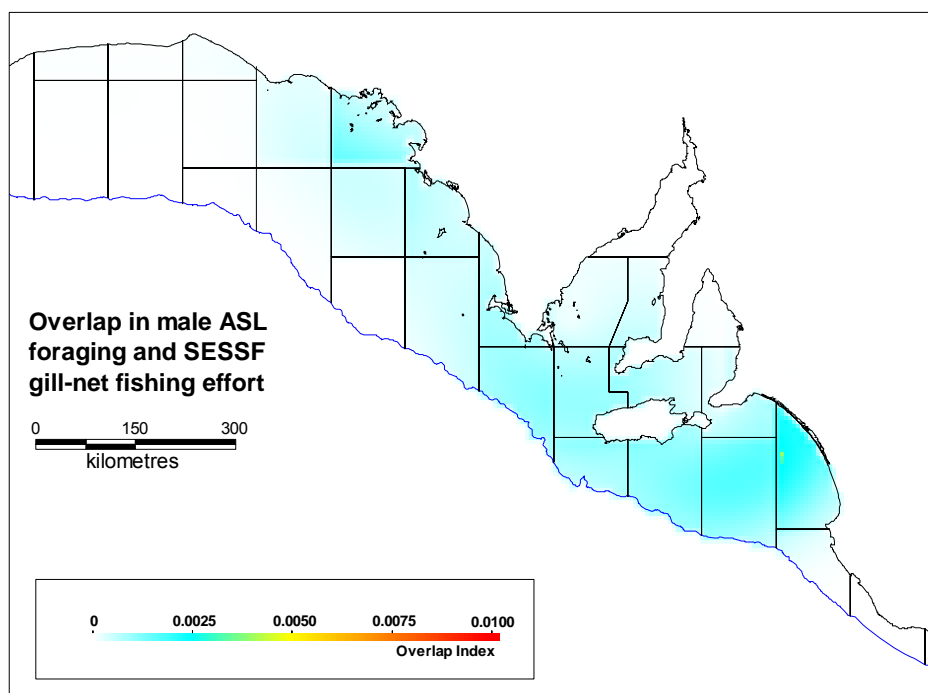 Overlap in male ASL
foraging and SESSF
gill-net fishing effort
0 150 300
kilometres
0 0.0025 0.0050 0.0075 0.0100
Overlap Index